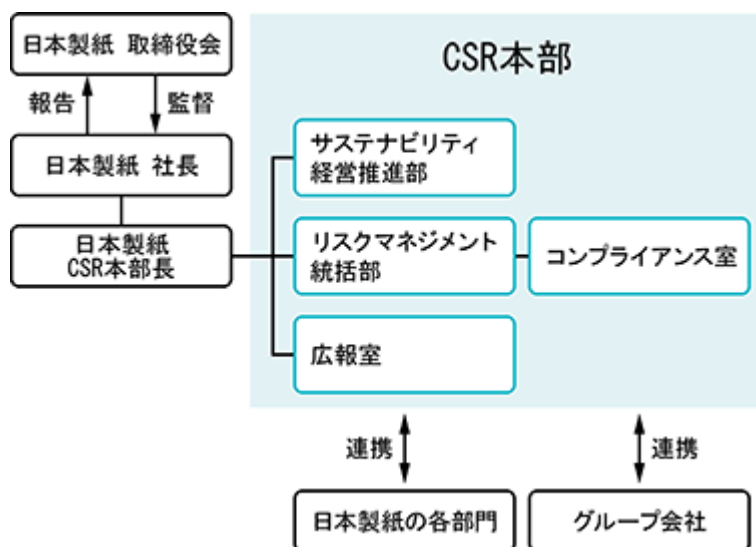 日本製紙 取締役会
CSR本部
報告
監督
日本製紙 社長
サステナビリティ
経営推進部
日本製紙
CSR本部長
リスクマネジメント
統括部
コンプライアンス室
広報室
連携
連携
日本製紙の各部門
グループ会社